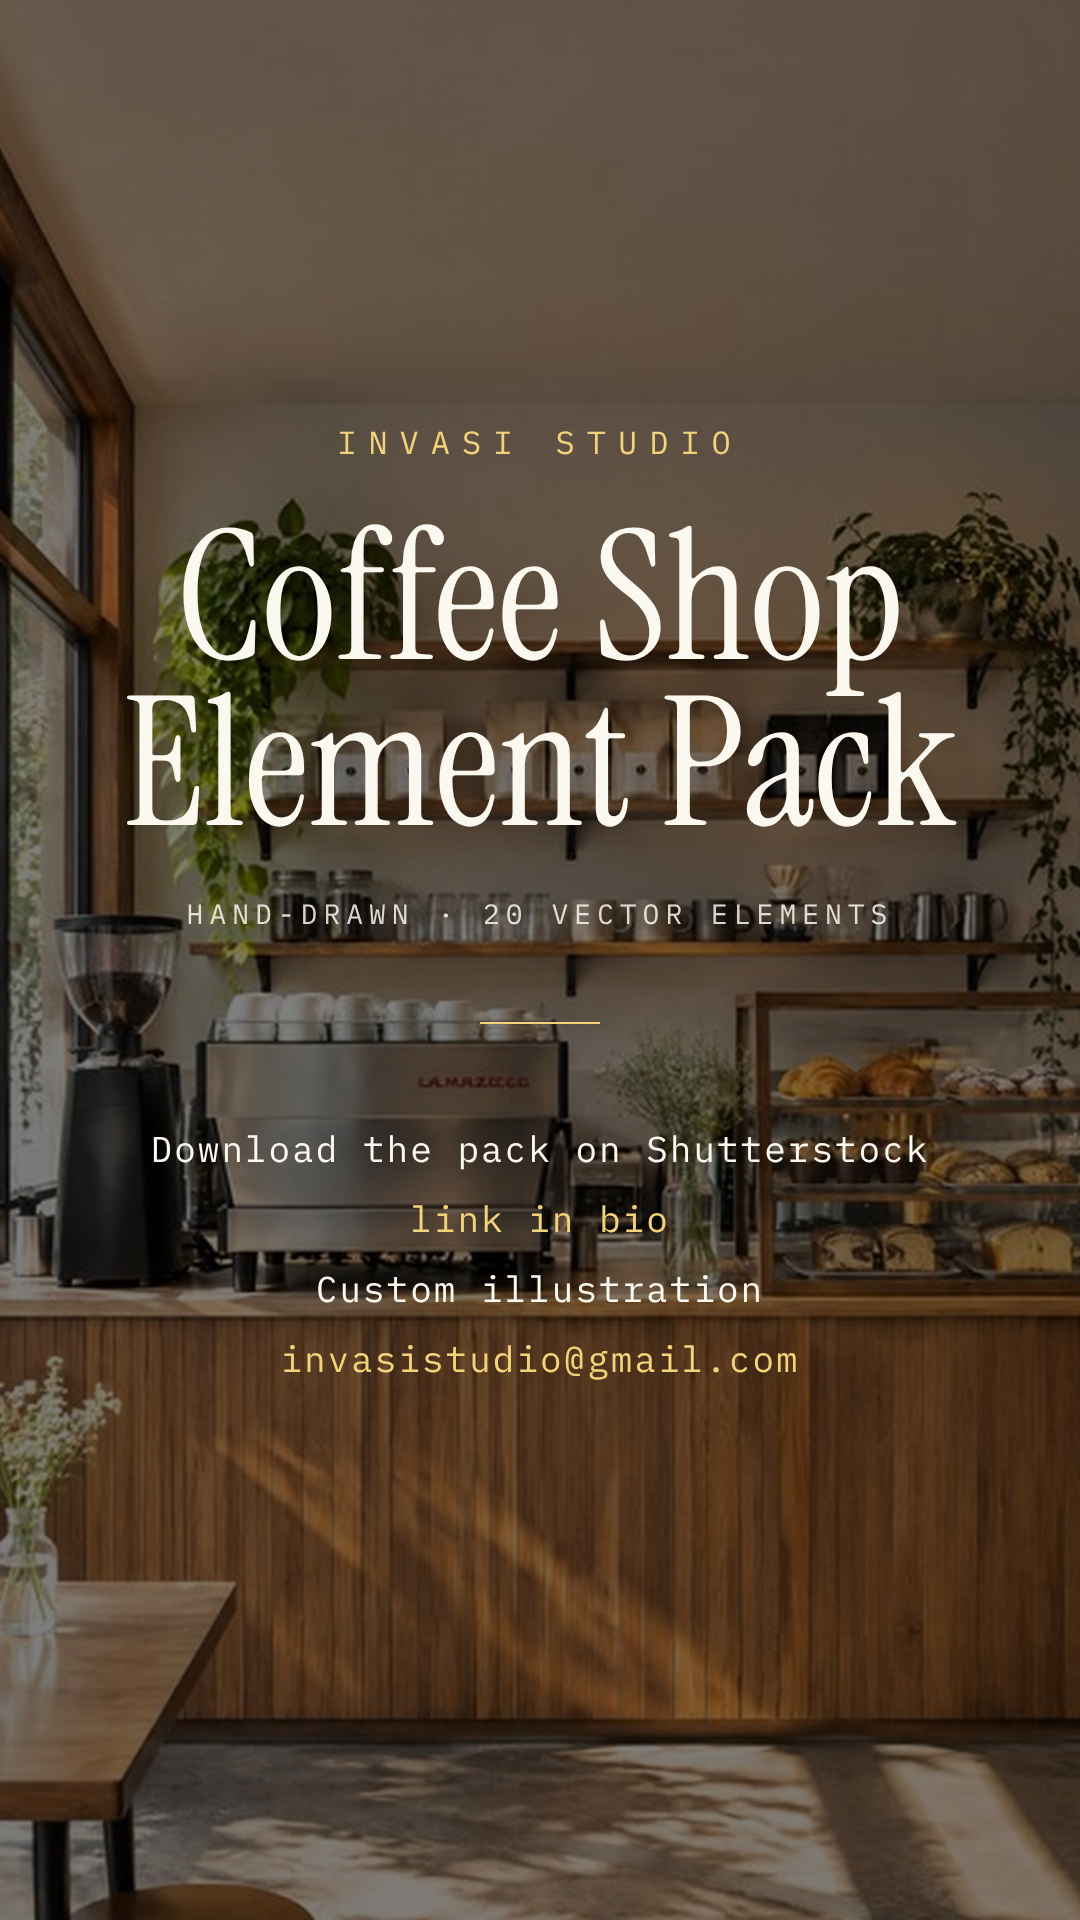 INVASI STUDIO
Coffee Shop
Element Pack
HAND-DRAWN · 20 VECTOR ELEMENTS
LAMAZOCCO
Download the pack on Shutterstock
link in bio
Custom illustration
invasistudio@gmail.com